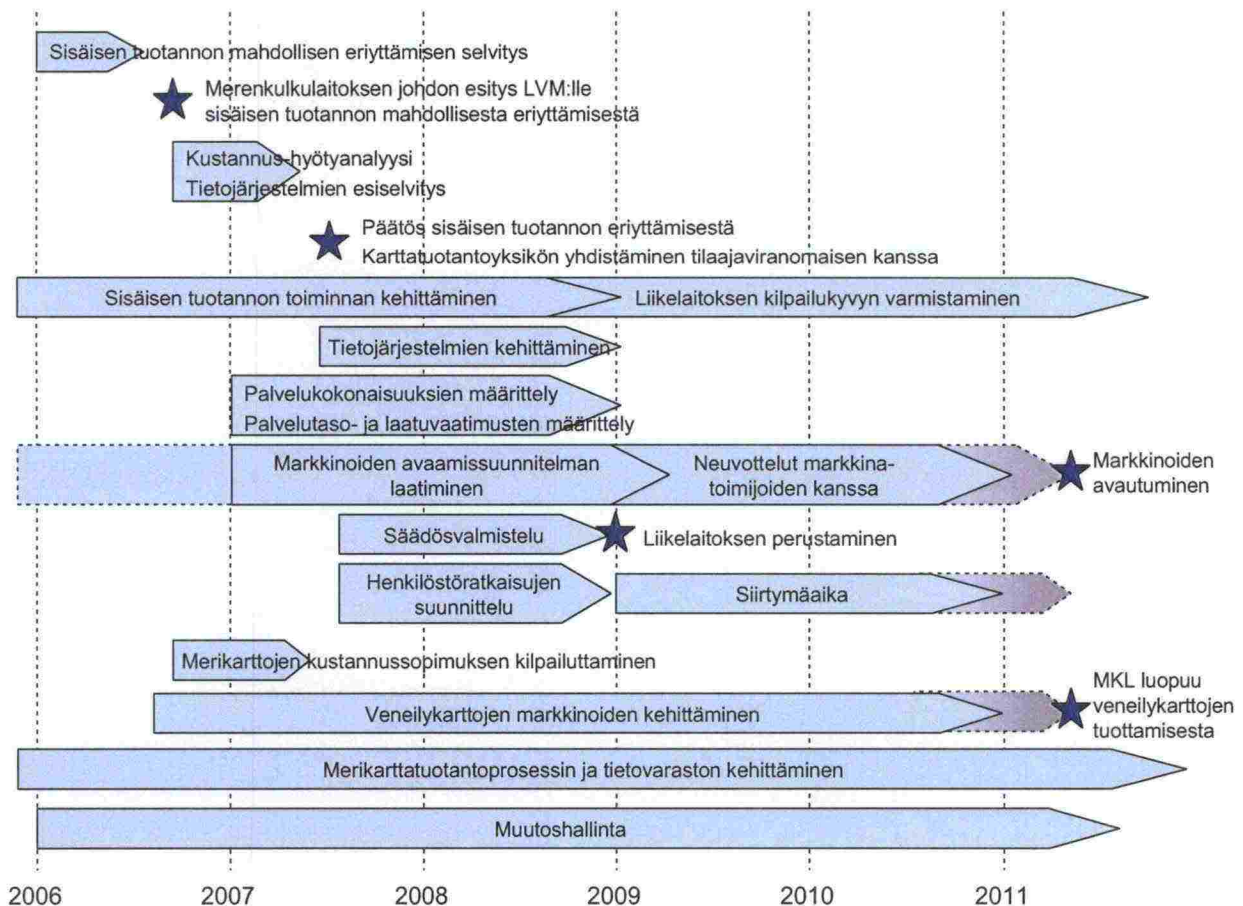 Sisäisen tuotannon mahdollisen eriyttämisen selvitys
Merenkulkulaitoksen johdon esitys LVM:lle
sisäisen tuotannon mahdollisesta eriyttämisestä
Kustannus-hyötyanalyysi
Tietojärjestelmien esiselvitys
Päätös sisäisen tuotannon eriyttämisestä
Karttatuotantoyksikön yhdistäminen tilaajaviranomaisen kanssa
Sisäisen tuotannon toiminnan kehittäminen
Liikelaitoksen kilpailukyvyn varmistaminen
Tietojärjestelmien kehittäminen
Palvelukokonaisuuksien määrittely
Palvelutaso- ja laatuvaatimusten määrittely
Markkinoiden avaamissuunnitelman
laatiminen
Neuvottelut markkina-
toimijoiden kanssa
Markkinoiden
avautuminen
Säädösvalmistelu
Liikelaitoksen perustaminen
Henkilöstöratkaisujen
suunnittelu
Siirtymäaika
Merikarttojen kustannussopimuksen kilpailuttaminen
Veneilykarttojen markkinoiden kehittäminen
MKL luopuu
veneilykarttojen
tuottamisesta
Merikarttatuotantoprosessin ja tietovaraston kehittäminen
Muutoshallinta
2006
2007
2008
2009
2010
2011